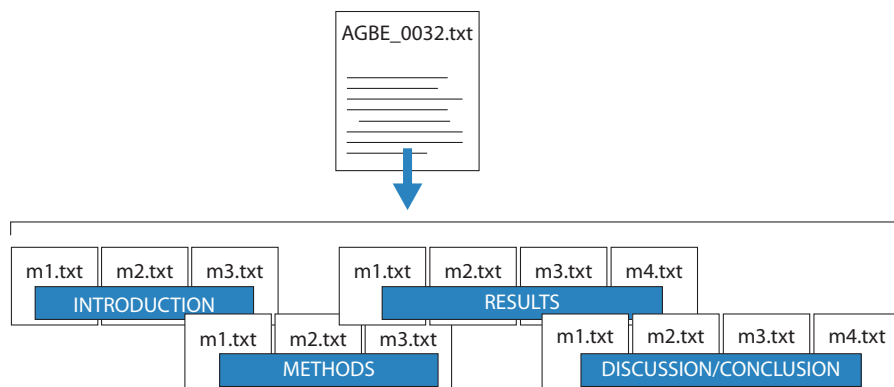 AGBE_0032.txt
m1.txt m2.txt m3.txt
INTRODUCTION
m1.txt m2.txt m3.txt
METHODS
m1.txt m2.txt m3.txt m4.txt
RESULTS
m1.txt m2.txt m3.txt m4.txt
DISCUSSION/CONCLUSION